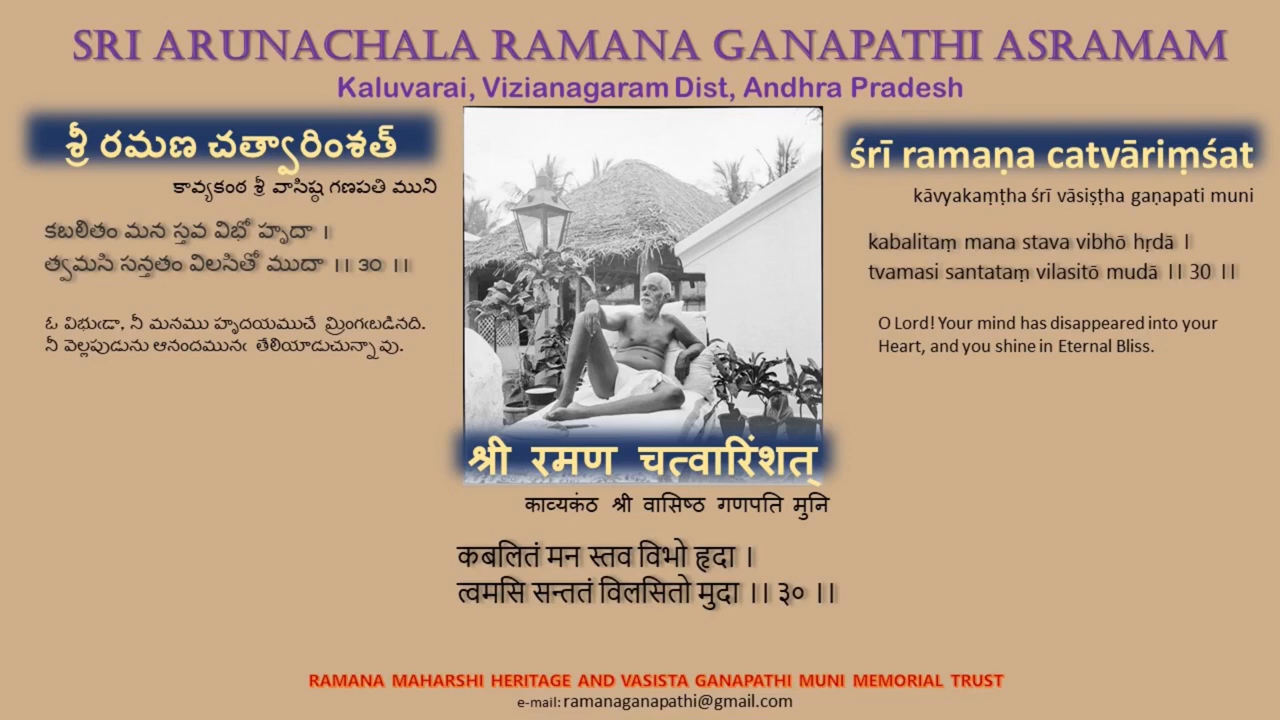 SRI ARUNACHALA RAMANA GANAPATHI ASRAMAM
Kaluvarai, Vizianagaram Dist, Andhra Pradesh
శ్రీ రమణ చత్వారింశత్
కావ్యకంఠ శ్రీ వాసిష్ఠ గణపతి ముని
కబలితం మన స్తవ విభో హృదా ।
త్వమసి సన్తతం విలసితో ముదా ।। ౩౦ ।।
ఓ విభుఁడా, నీ మనము హృదయముచే మ్రింగఁబడినది.
నీ వెల్లపుడును ఆనందమునఁ తేలియాడుచున్నావు.
śrī ramaṇa catvāriṃśat
kāvyakaṃṭha śrī vāsiṣṭha gaṇapati muni
kabalitaṃ mana stava vibhō hṛdā ।
tvamasi santataṃ vilasitō mudā ।। 30 ।।
O Lord! Your mind has disappeared into your
Heart, and you shine in Eternal Bliss.
श्री रमण चत्वारिंशत्
काव्यकंठ श्री वासिष्ठ गणपति मुनि
कबलितं मन स्तव विभो हृदा ।
त्वमसि सन्ततं विलसितो मुदा ।। ३० ।।
RAMANA MAHARSHI HERITAGE AND VASISTA GANAPATHI MUNI MEMORIAL TRUST
e-mail: ramanaganapathi@gmail.com